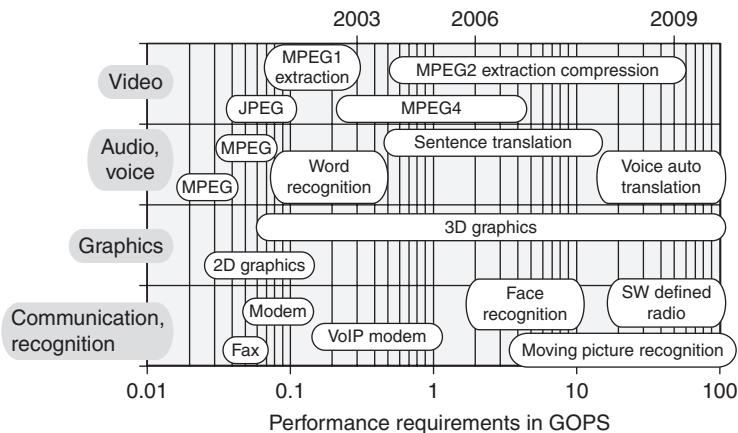 2003 2006 2009
Video
MPEG1
extraction
MPEG2 extraction compression
JPEG
MPEG4
Audio,
voice
MPEG
Sentence translation
Word
recognition
Voice auto
translation
MPEG
Graphics
3D graphics
2D graphics
Communication,
recognition
Modem
Face
recognition
SW defined
radio
VoIP modem
Fax
Moving picture recognition
0.01 0.1 1 10 100
Performance requirements in GOPS